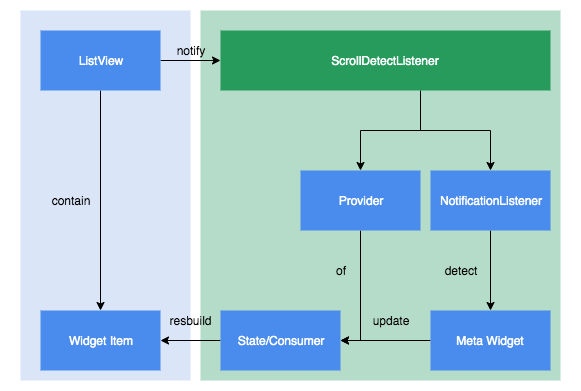 ListView
notify
ScrollDetectListener
contain
Provider
NotificationListener
of
detect
Widget Item
resbuild
State/Consumer
update
Meta Widget